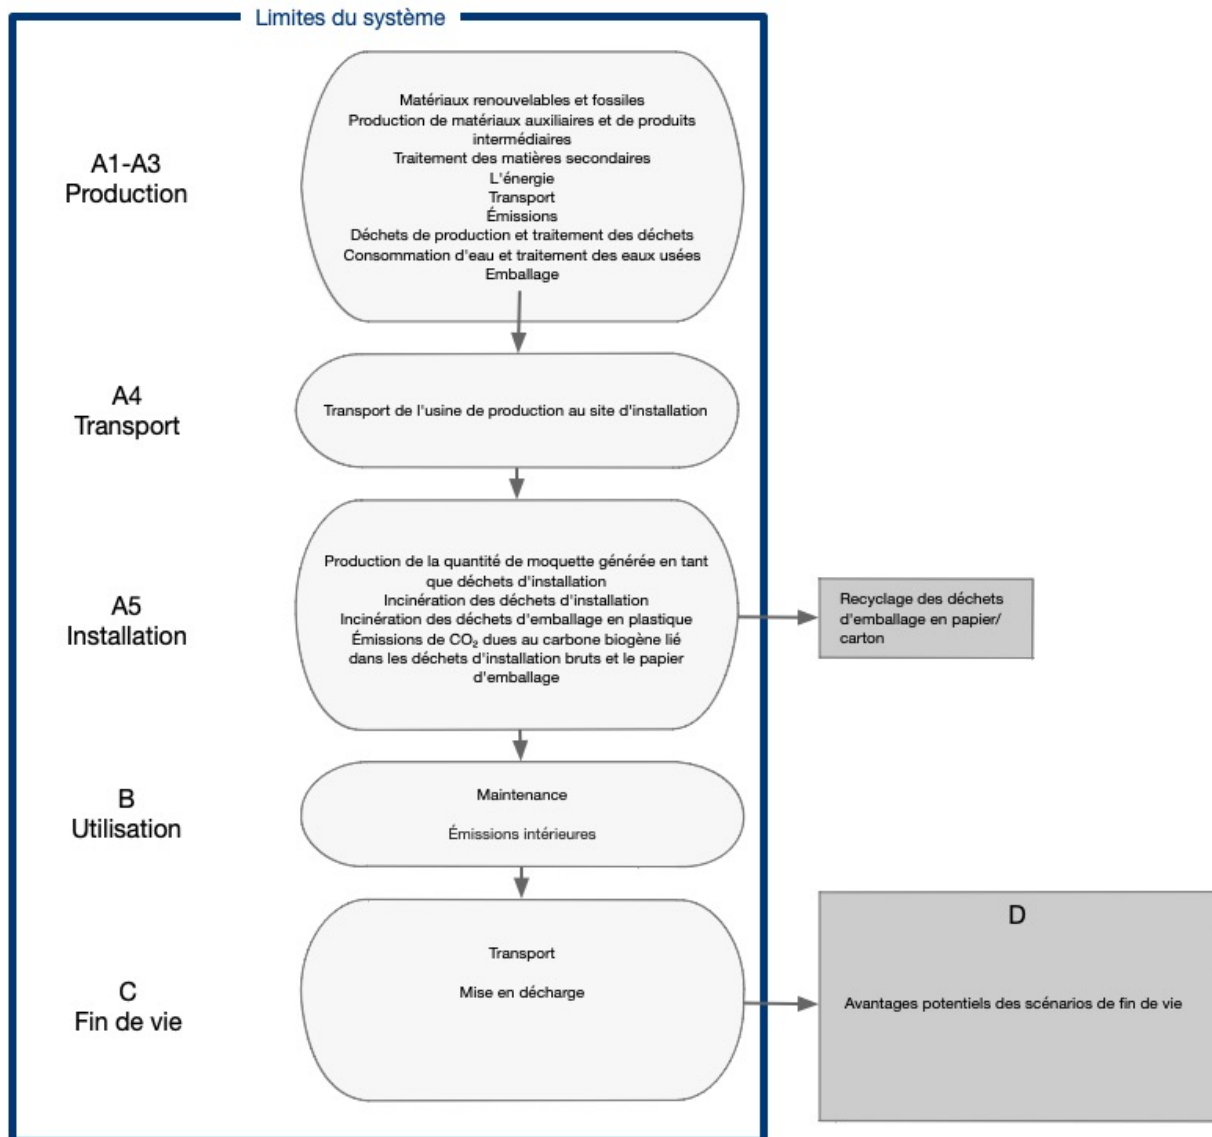 Limites du système
A1-A3
Production
Matériaux renouvelables et fossiles
Production de matériaux auxiliaires et de produits
intermédiaires
Traitement des matières secondaires
L'énergie
Transport
Émissions
Déchets de production et traitement des déchets
Consommation d'eau et traitement des eaux usées
Emballage
A4
Transport
Transport de l'usine de production au site d'installation
A5
Installation
Production de la quantité de moquette générée en tant
que déchets d'installation
Incinération des déchets d'installation
Incinération des déchets d'emballage en plastique
Émissions de CO₂ dues au carbone biogène lié
dans les déchets d'installation bruts et le papier
d'emballage
Recyclage des déchets
d'emballage en papier/
carton
B
Utilisation
Maintenance
Émissions intérieures
C
Fin de vie
Transport
Mise en décharge
D
Avantages potentiels des scénarios de fin de vie